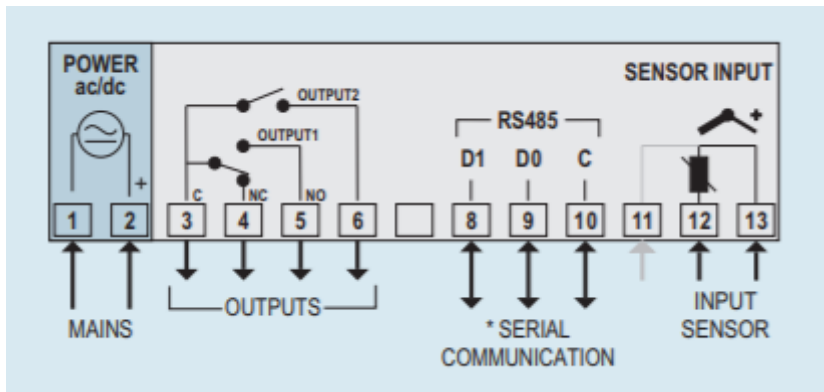 POWER
ac/dc
SENSOR INPUT
OUTPUT2
OUTPUT1
RS485
D1 D0 C
+
+
C NC NO
1 2 3 4 5 6 8 9 10 11 12 13
MAINS
OUTPUTS
* SERIAL
COMMUNICATION
INPUT
SENSOR